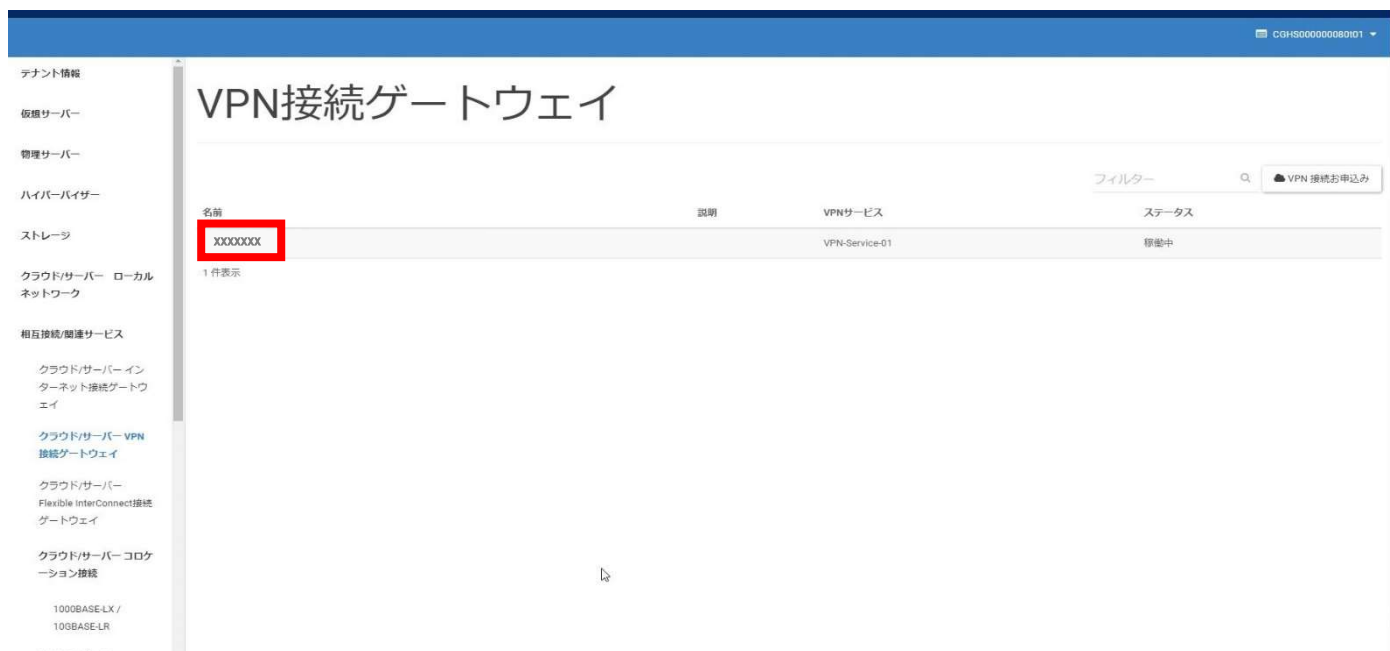 CGHS000000080t01
テナント情報
仮想サーバー
物理サーバー
ハイパーバイザー
ストレージ
クラウド/サーバー ローカル
ネットワーク
相互接続/関連サービス
クラウド/サーバー イン
ターネット接続ゲートウ
ェイ
クラウド/サーバー VPN
接続ゲートウェイ
クラウド/サーバー
Flexible InterConnect接続
ゲートウェイ
クラウド/サーバー コロケ
ーション接続
1000BASE-LX /
10GBASE-LR
VPN接続ゲートウェイ
フィルター
VPN 接続お申込み
名前 説明 VPNサービス ステータス
XXXXXXX VPN-Service-01 稼働中
1 件表示